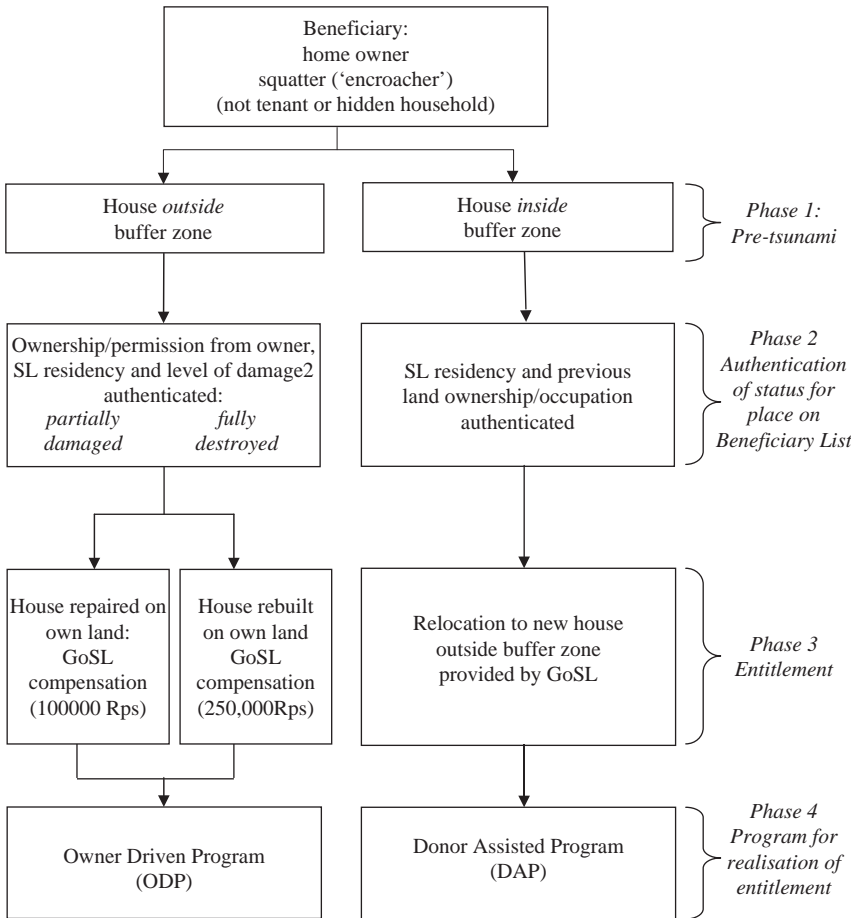 Beneficiary:
home owner
squatter (‘encroacher’)
(not tenant or hidden household)
House outside
buffer zone
House inside
buffer zone
Phase 1:
Pre-tsunami
Ownership/permission from owner,
SL residency and level of damage2
authenticated:
partially fully
damaged destroyed
SL residency and previous
land ownership/occupation
authenticated
Phase 2
Authentication
of status for
place on
Beneficiary List
House repaired on
own land:
GoSL
compensation
(100000 Rps)
House rebuilt
on own land
GoSL
compensation
(250,000Rps)
Relocation to new house
outside buffer zone
provided by GoSL
Phase 3
Entitlement
Owner Driven Program
(ODP)
Donor Assisted Program
(DAP)
Phase 4
Program for
realisation of
entitlement